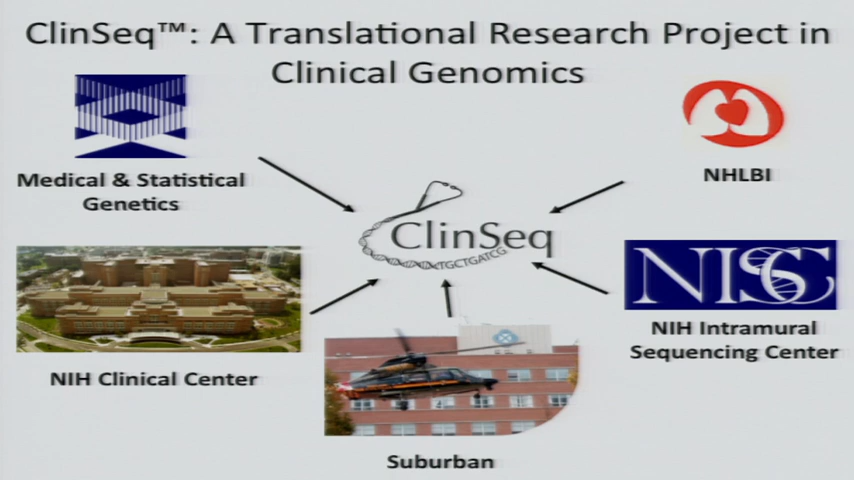 ClinSeq™: A Translational Research Project in
Clinical Genomics
Medical & Statistical
Genetics
NHLBI
ClinSeq
TGCTGATCG
NISC
NIH Clinical Center
NIH Intramural
Sequencing Center
Suburban